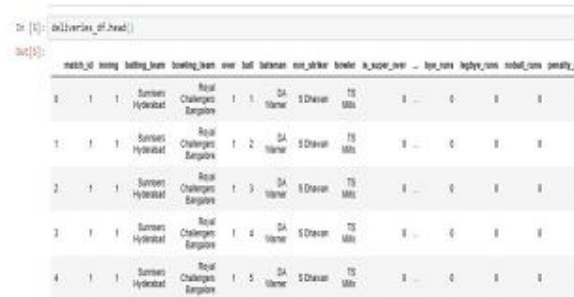 In [5]: deliveries_df.head()
Out[5]:
match_id inning batting_team bowling_team over ball batsman non_striker bowler is_super_over ... bye_runs legbye_runs noball_runs penalty_
0 1 1 Sunrisers Hyderabad Royal Challengers Bangalore 1 1 DA Warner S Dhawan TS Mills 0 ... 0 0 0
1 1 1 Sunrisers Hyderabad Royal Challengers Bangalore 1 2 DA Warner S Dhawan TS Mills 0 ... 0 0 0
2 1 1 Sunrisers Hyderabad Royal Challengers Bangalore 1 3 DA Warner S Dhawan TS Mills 0 ... 0 0 0
3 1 1 Sunrisers Hyderabad Royal Challengers Bangalore 1 4 DA Warner S Dhawan TS Mills 0 ... 0 0 0
4 1 1 Sunrisers Hyderabad Royal Challengers Bangalore 1 5 DA Warner S Dhawan TS Mills 0 ... 0 0 0